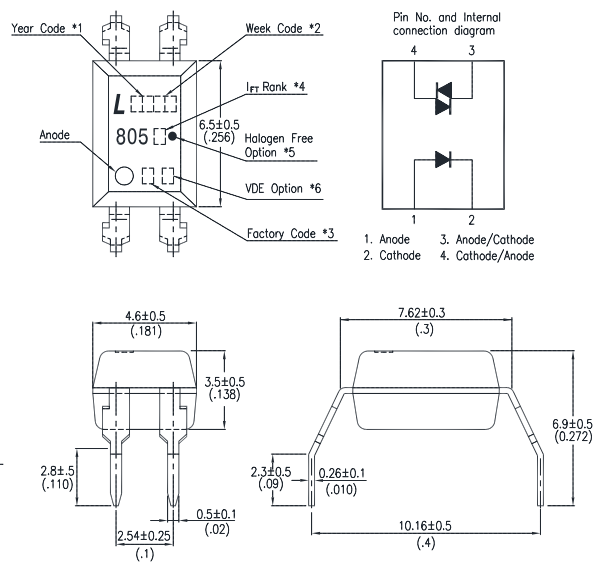 Year Code *1
Week Code *2
Pin No. and Internal
connection diagram
4
3
L
IFT Rank *4
805
6.5±0.5
(.256)
Anode
Halogen Free
Option *5
VDE Option *6
Factory Code *3
1
2
1. Anode
3. Anode/Cathode
2. Cathode
4. Cathode/Anode
4.6±0.5
(.181)
7.62±0.3
(.3)
3.5±0.5
(.138)
6.9±0.5
(0.272)
2.8±.5
(.110)
2.3±0.5
(.09)
0.26±0.1
(.010)
0.5±0.1
(.02)
2.54±0.25
(.1)
10.16±0.5
(.4)